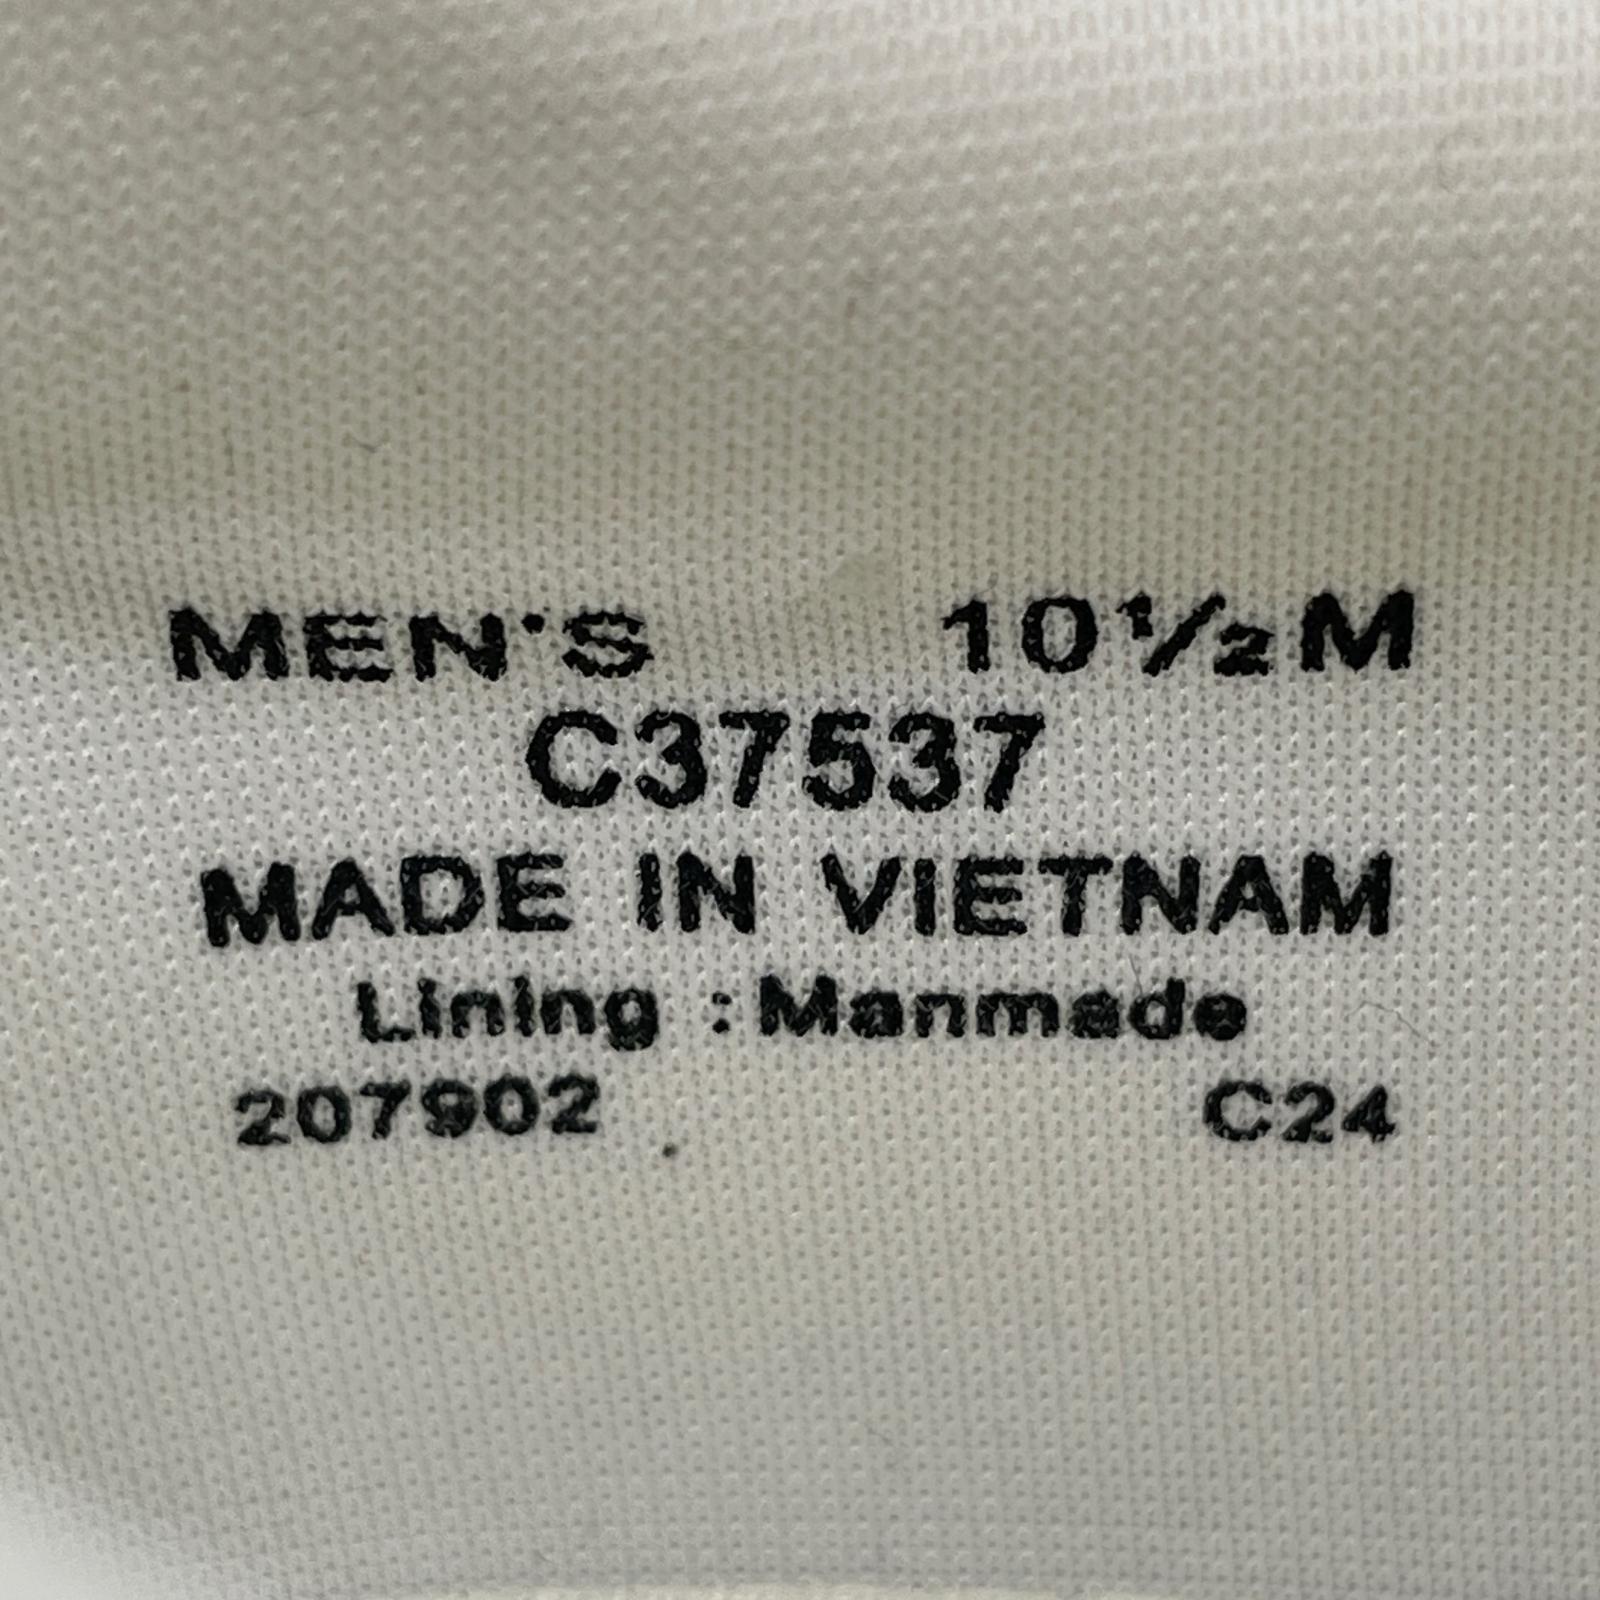 MEN'S 10½M
C37537
MADE IN VIETNAM
Lining : Manmade
207902 C24